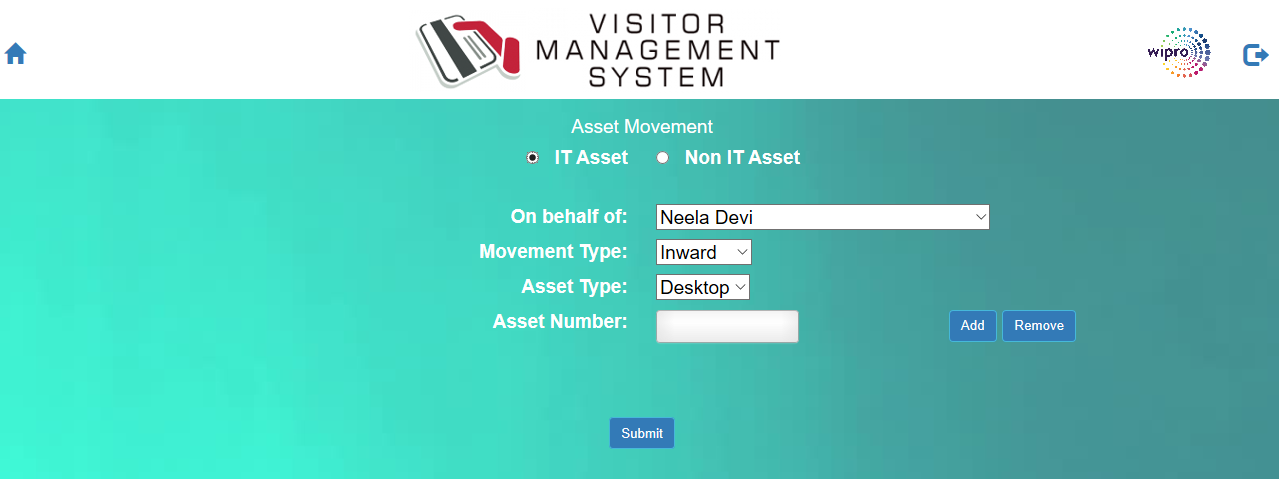 VISITOR
MANAGEMENT
SYSTEM
wipro
Asset Movement
IT Asset Non IT Asset
On behalf of: Neela Devi
Movement Type: Inward
Asset Type: Desktop
Asset Number: Add Remove
Submit